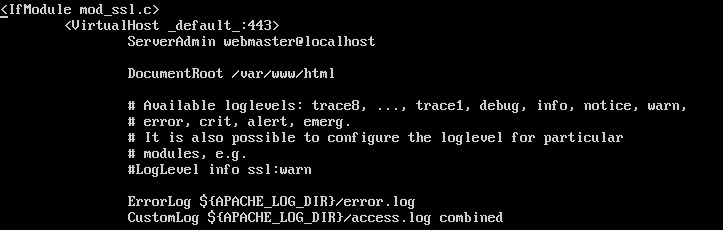 <IfModule mod_ssl.c>
<VirtualHost _default_:443>
ServerAdmin webmaster@localhost
DocumentRoot /var/www/html
# Available loglevels: trace8, ..., trace1, debug, info, notice, warn,
# error, crit, alert, emerg.
# It is also possible to configure the loglevel for particular
# modules, e.g.
#LogLevel info ssl:warn
ErrorLog ${APACHE_LOG_DIR}/error.log
CustomLog ${APACHE_LOG_DIR}/access.log combined